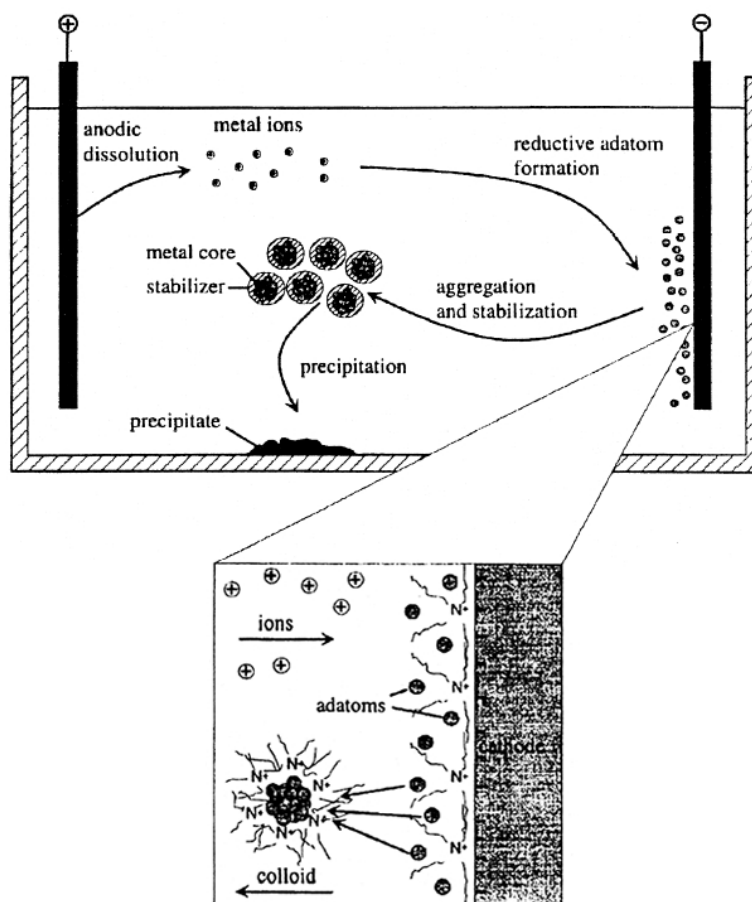 +
−
anodic
dissolution
metal ions
reductive adatom
formation
metal core
stabilizer
aggregation
and stabilization
precipitation
precipitate
ions
N+
adatoms
cathode
N+
N+
N+
N+
N+
N+
N+
N+
N+
colloid